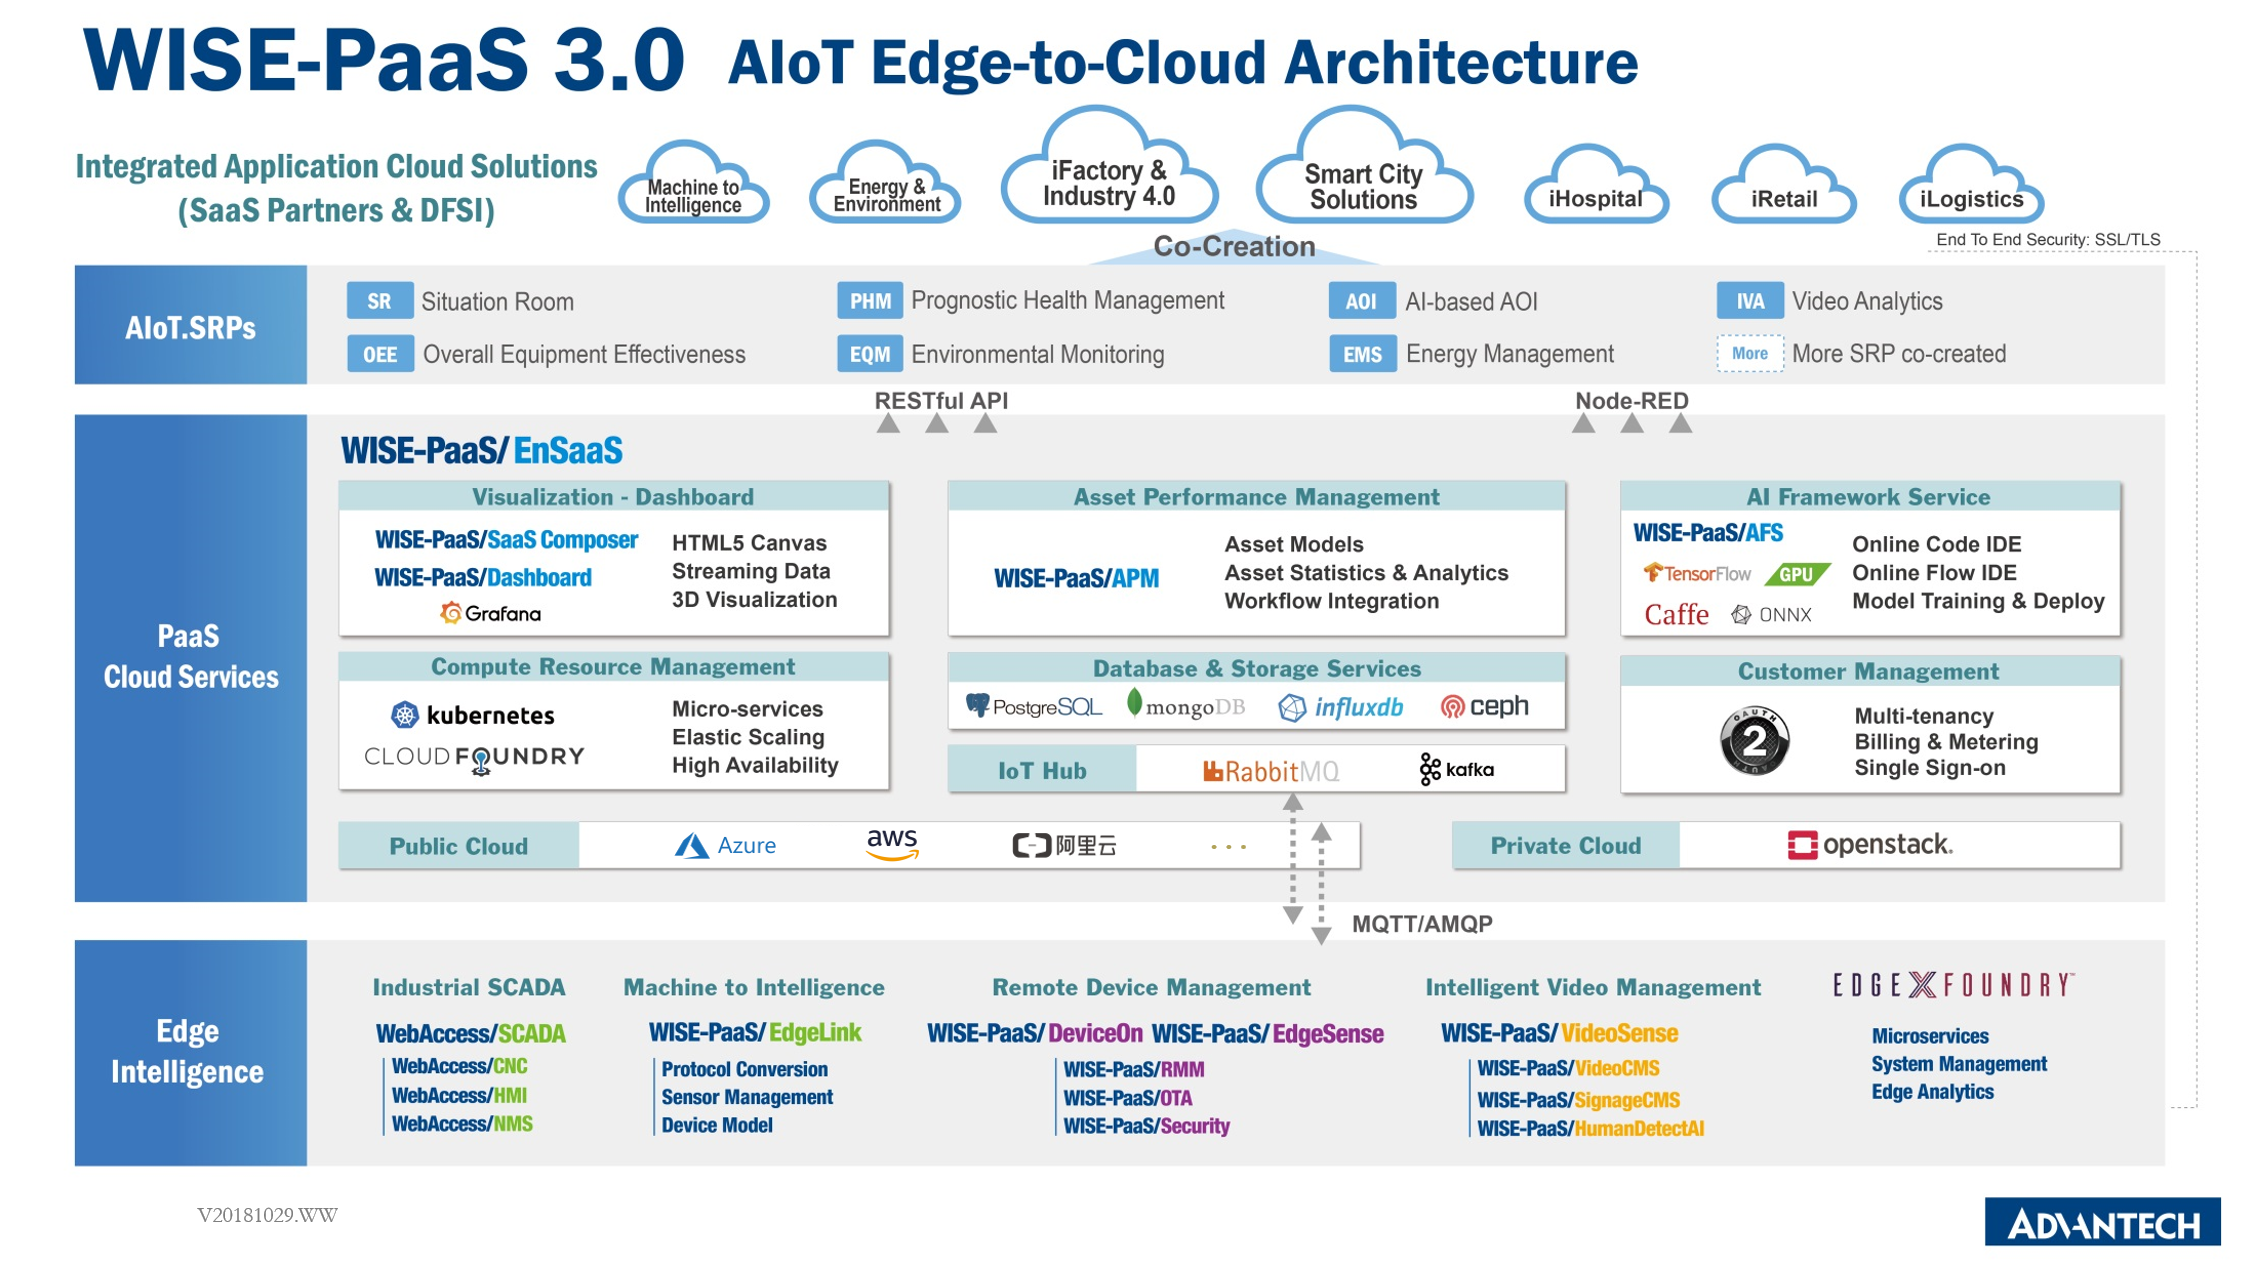 WISE-PaaS 3.0 AIoT Edge-to-Cloud Architecture
Integrated Application Cloud Solutions
(SaaS Partners & DFSI)
Machine to
Intelligence
Energy &
Environment
iFactory &
Industry 4.0
Smart City
Solutions
iHospital
iRetail
iLogistics
Co-Creation
End To End Security: SSL/TLS
AIoT.SRPs
SR Situation Room
PHM Prognostic Health Management
AOI AI-based AOI
IVA Video Analytics
OEE Overall Equipment Effectiveness
EQM Environmental Monitoring
EMS Energy Management
More More SRP co-created
RESTful API
Node-RED
PaaS
Cloud Services
WISE-PaaS/EnSaaS
Visualization - Dashboard
WISE-PaaS/SaaS Composer
WISE-PaaS/Dashboard
Grafana
HTML5 Canvas
Streaming Data
3D Visualization
Asset Performance Management
WISE-PaaS/APM
Asset Models
Asset Statistics & Analytics
Workflow Integration
AI Framework Service
WISE-PaaS/AFS
TensorFlow GPU
Caffe ONNX
Online Code IDE
Online Flow IDE
Model Training & Deploy
Compute Resource Management
kubernetes
CLOUD FOUNDRY
Micro-services
Elastic Scaling
High Availability
Database & Storage Services
PostgreSQL mongoDB influxdb ceph
IoT Hub RabbitMQ kafka
Customer Management
OAUTH
2
OAUTH
Multi-tenancy
Billing & Metering
Single Sign-on
Public Cloud Azure aws 阿里云 ...
Private Cloud openstack.
MQTT/AMQP
Edge
Intelligence
Industrial SCADA
WebAccess/SCADA
WebAccess/CNC
WebAccess/HMI
WebAccess/NMS
Machine to Intelligence
WISE-PaaS/EdgeLink
Protocol Conversion
Sensor Management
Device Model
Remote Device Management
WISE-PaaS/DeviceOn WISE-PaaS/EdgeSense
WISE-PaaS/RMM
WISE-PaaS/OTA
WISE-PaaS/Security
Intelligent Video Management
WISE-PaaS/VideoSense
WISE-PaaS/VideoCMS
WISE-PaaS/SignageCMS
WISE-PaaS/HumanDetectAI
EDGE X FOUNDRY™
Microservices
System Management
Edge Analytics
V20181029.WW
ADVANTECH